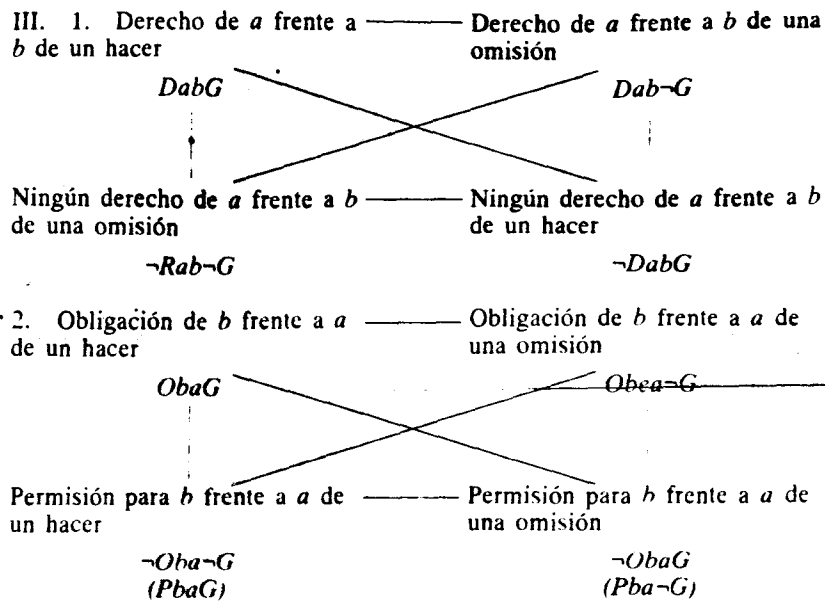 III. 1. Derecho de a frente a
b de un hacer
Derecho de a frente a b de una
omisión
DabG
Dab¬G
Ningún derecho de a frente a b
de una omisión
Ningún derecho de a frente a b
de un hacer
¬Rab¬G
¬DabG
2. Obligación de b frente a a
de un hacer
Obligación de b frente a a de
una omisión
ObaG
Obea¬G
Permisión para b frente a a de
un hacer
Permisión para b frente a a de
una omisión
¬Oba¬G
(PbaG)
¬ObaG
(Pba¬G)